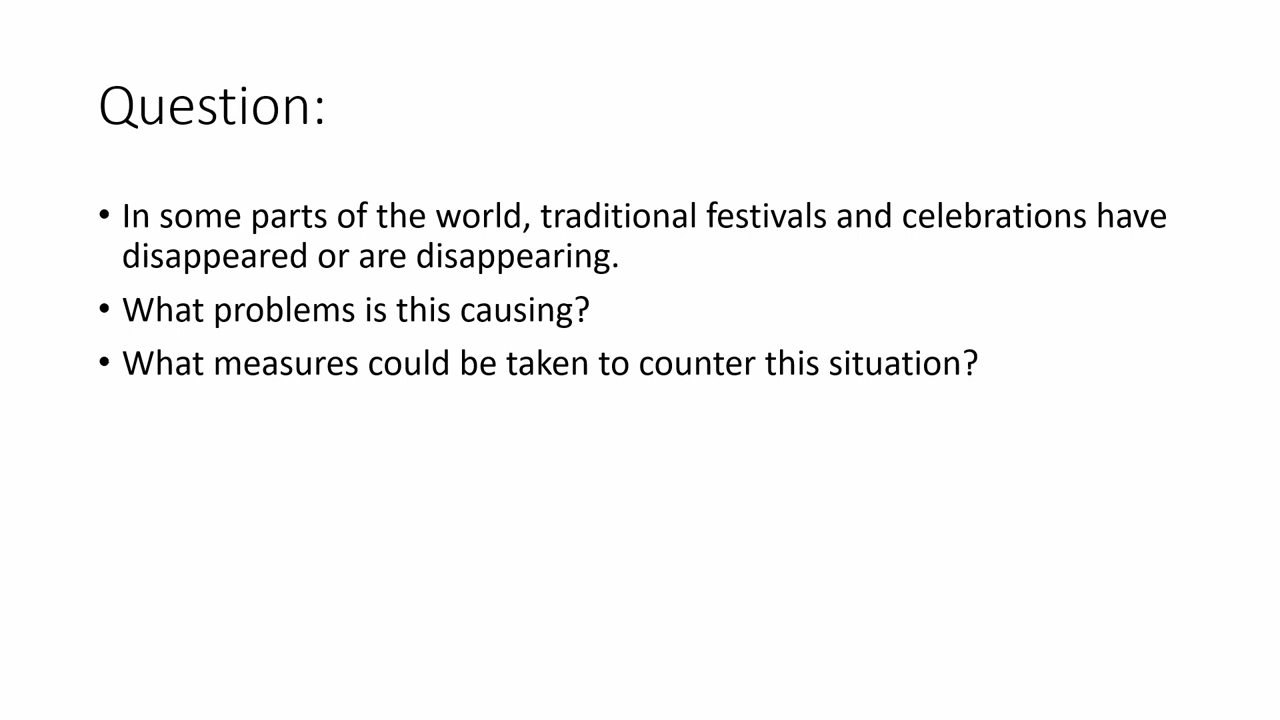 Question:
• In some parts of the world, traditional festivals and celebrations have
disappeared or are disappearing.
• What problems is this causing?
• What measures could be taken to counter this situation?